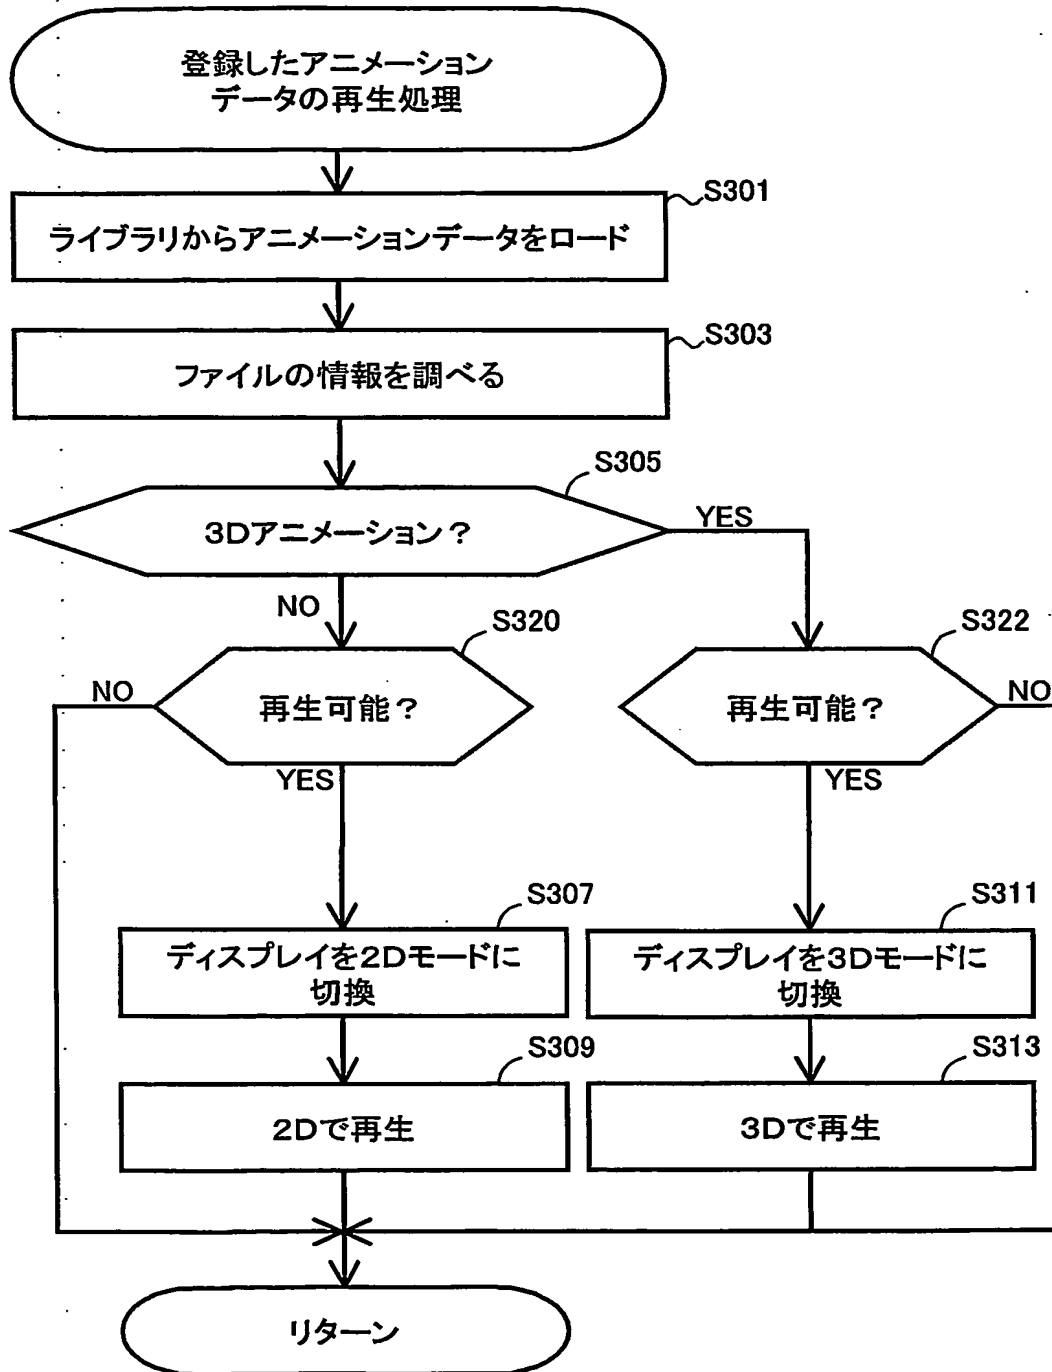 登録したアニメーション
データの再生処理
S301
ライブラリからアニメーションデータをロード
S303
ファイルの情報を調べる
S305
3Dアニメーション?
YES
NO
S320
S322
NO
再生可能?
再生可能?
NO
YES
YES
S307
S311
ディスプレイを2Dモードに
切換
ディスプレイを3Dモードに
切換
S309
S313
2Dで再生
3Dで再生
リターン